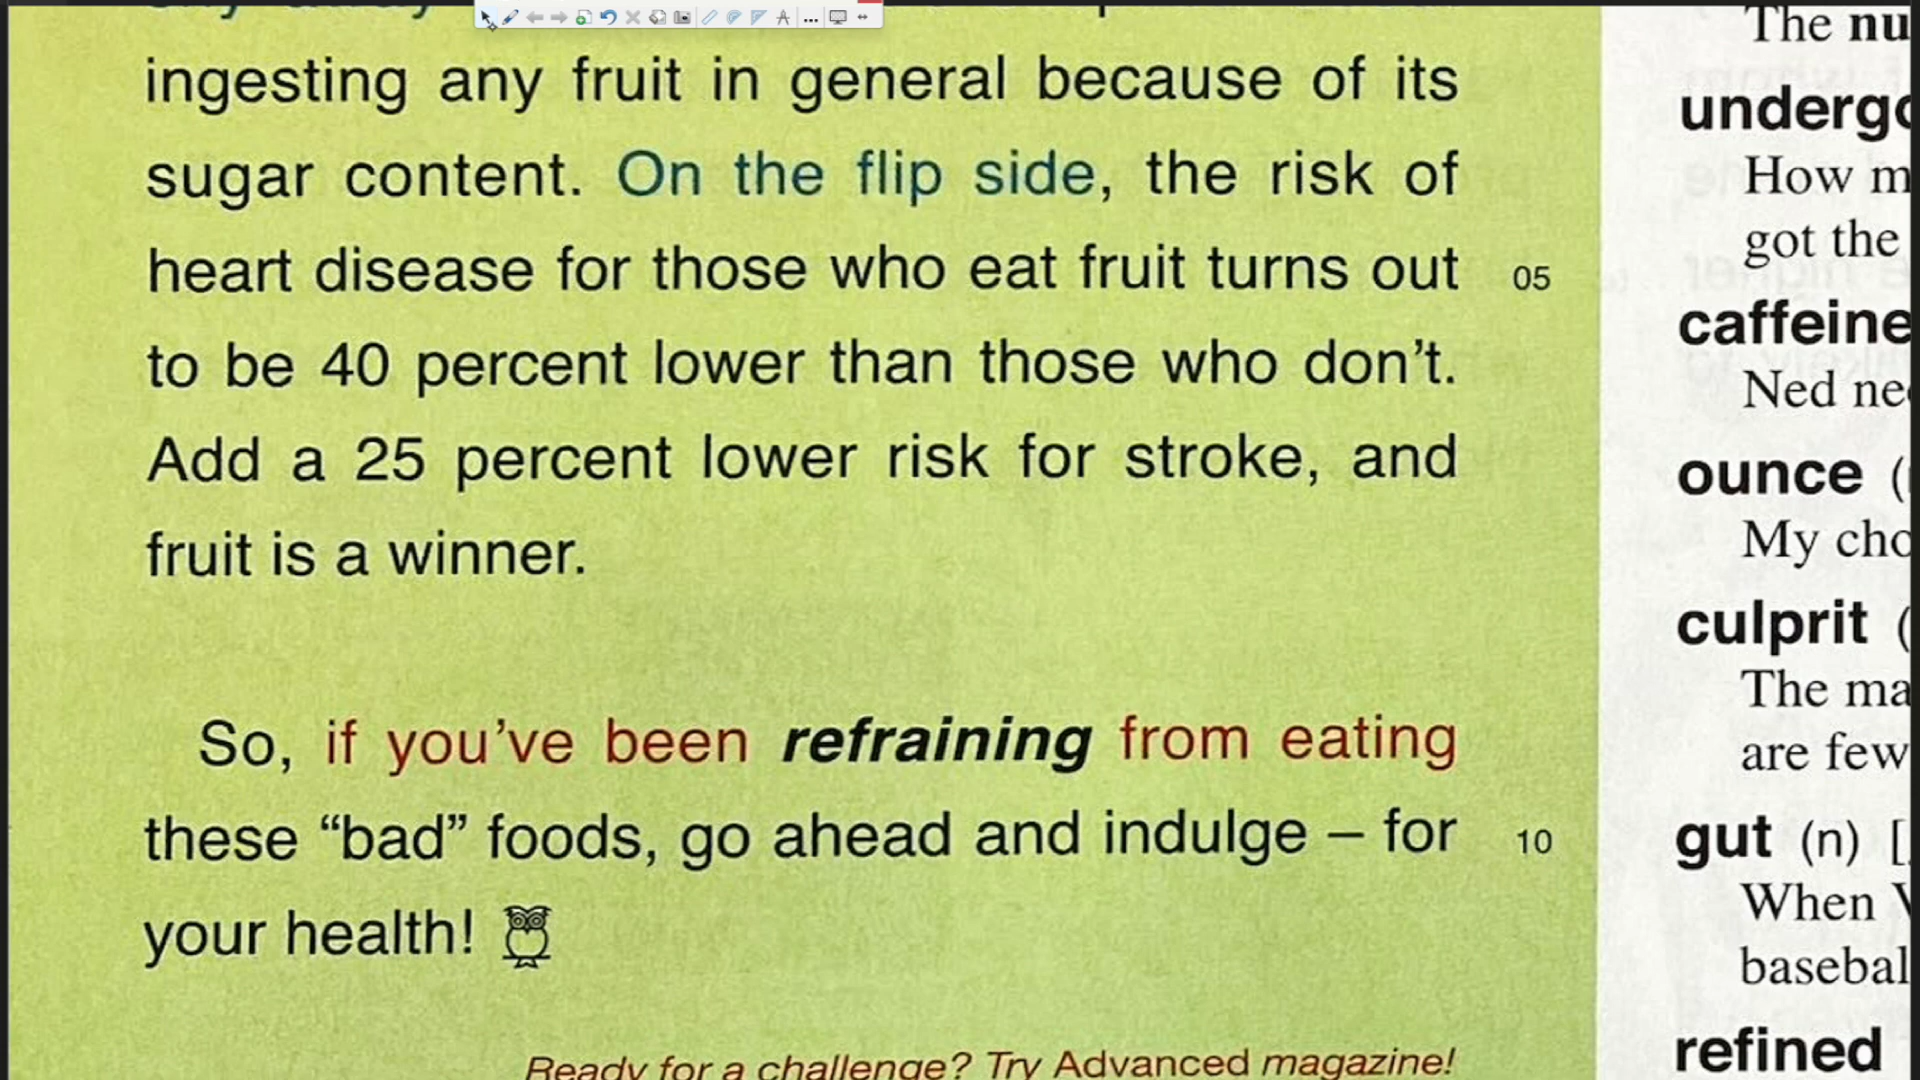 ingesting any fruit in general because of its
sugar content. On the flip side, the risk of
heart disease for those who eat fruit turns out 05
to be 40 percent lower than those who don't.
Add a 25 percent lower risk for stroke, and
fruit is a winner.
So, if you've been refraining from eating
these “bad” foods, go ahead and indulge – for 10
your health!
Ready for a challenge? Try Advanced magazine!
The
How
got the
caffeine
Ned
ounce
My
culprit
The
are few
gut (n)
When
refined